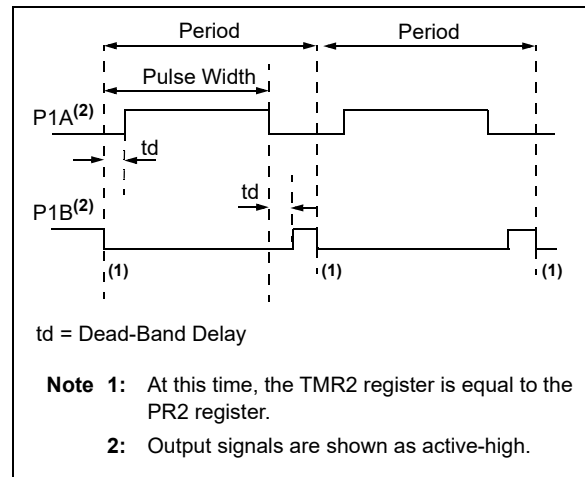 Period Period
Pulse Width
P1A(2)
td
td
P1B(2)
(1) (1) (1)
td = Dead-Band Delay
Note 1: At this time, the TMR2 register is equal to the
PR2 register.
2: Output signals are shown as active-high.